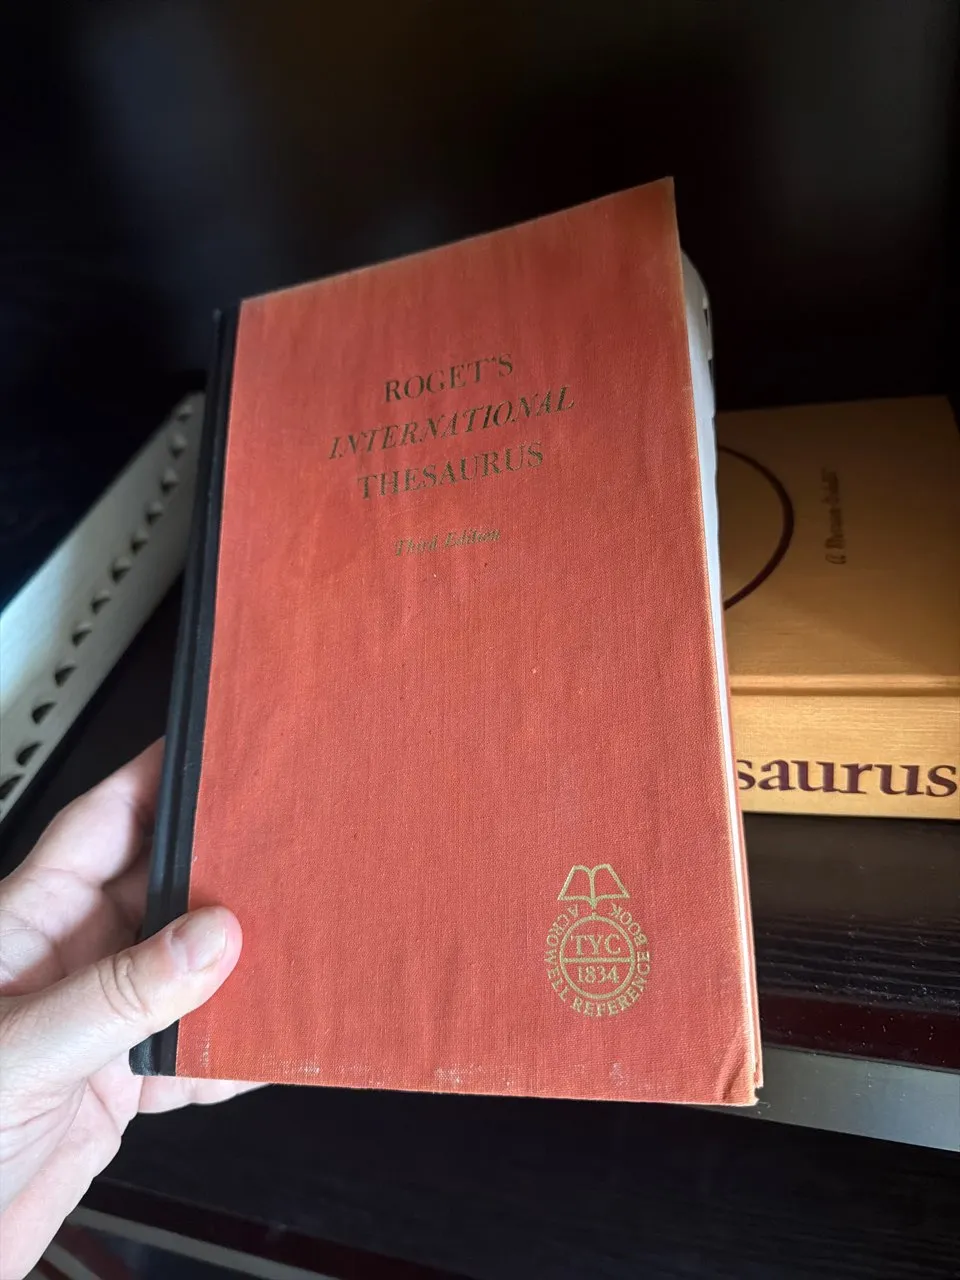 ROGET'S
INTERNATIONAL
THESAURUS
Third Edition
A CROWELL REFERENCE BOOK
TYC
1834
saurus